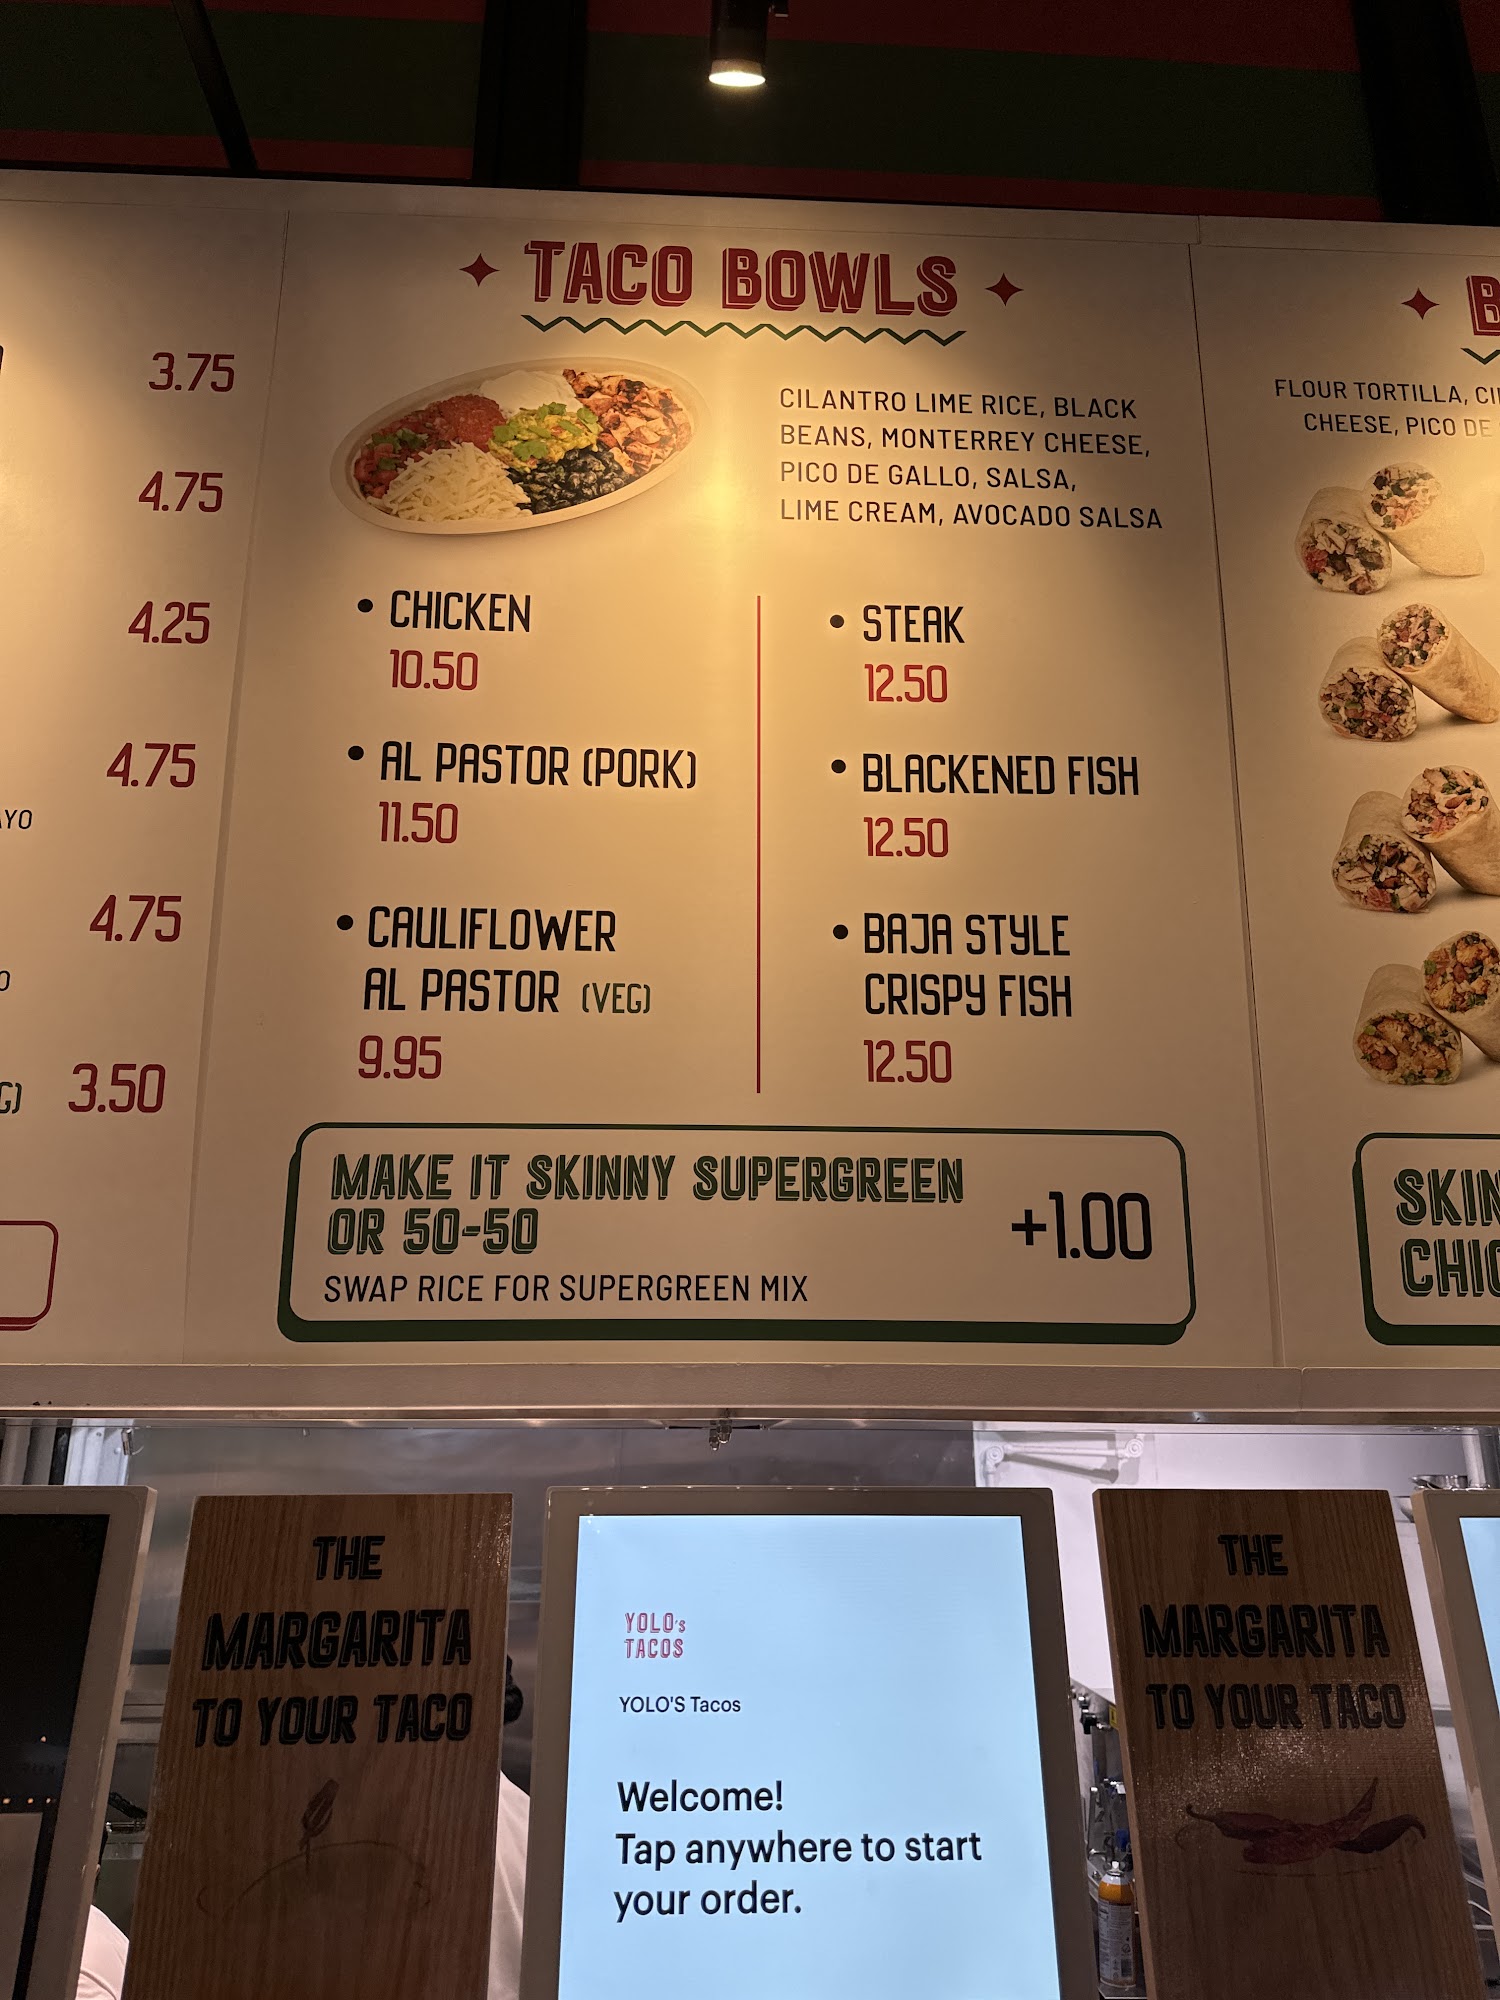 3.75
4.75
4.25
4.75
AYO
4.75
3.50
TACO BOWLS
CILANTRO LIME RICE, BLACK
BEANS, MONTERREY CHEESE,
PICO DE GALLO, SALSA,
LIME CREAM, AVOCADO SALSA
• CHICKEN
10.50
• AL PASTOR (PORK)
11.50
• CAULIFLOWER
AL PASTOR (VEG)
9.95
• STEAK
12.50
• BLACKENED FISH
12.50
• BAJA STYLE
CRISPY FISH
12.50
MAKE IT SKINNY SUPERGREEN
OR 50-50
+1.00
SWAP RICE FOR SUPERGREEN MIX
FLOUR TORTILLA,
CHEESE, PICO DE
THE
MARGARITA
TO YOUR TACO
YOLO's
TACOS
YOLO'S Tacos
Welcome!
Tap anywhere to start
your order.
THE
MARGARITA
TO YOUR TACO